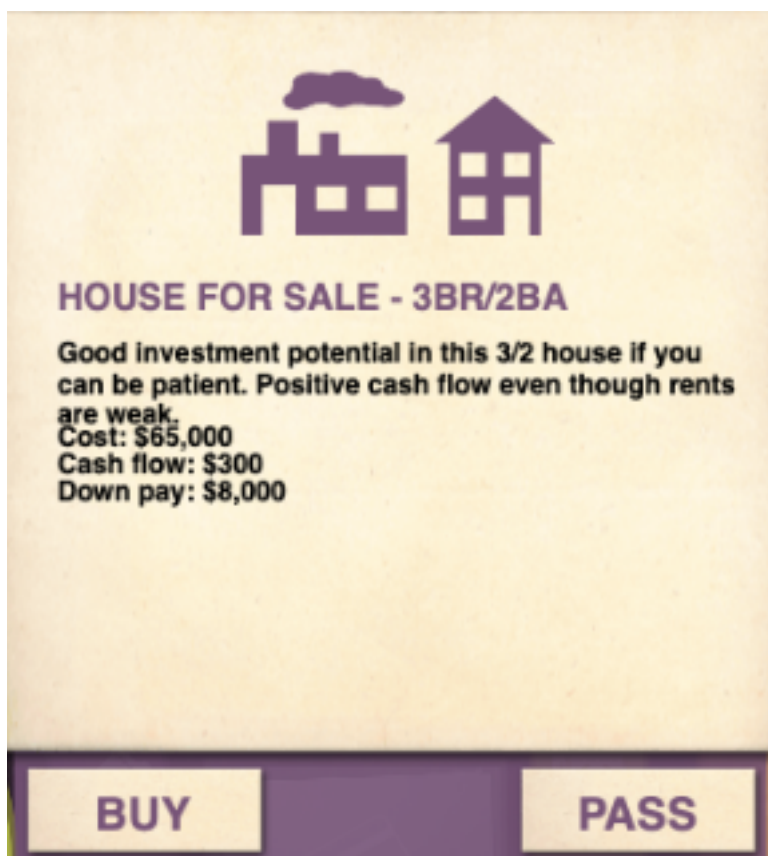 HOUSE FOR SALE - 3BR/2BA
Good investment potential in this 3/2 house if you
can be patient. Positive cash flow even though rents
are weak.
Cost: $65,000
Cash flow: $300
Down pay: $8,000
BUY
PASS